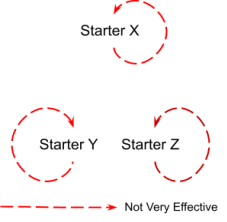 Starter X
Starter Y
Starter Z
Not Very Effective